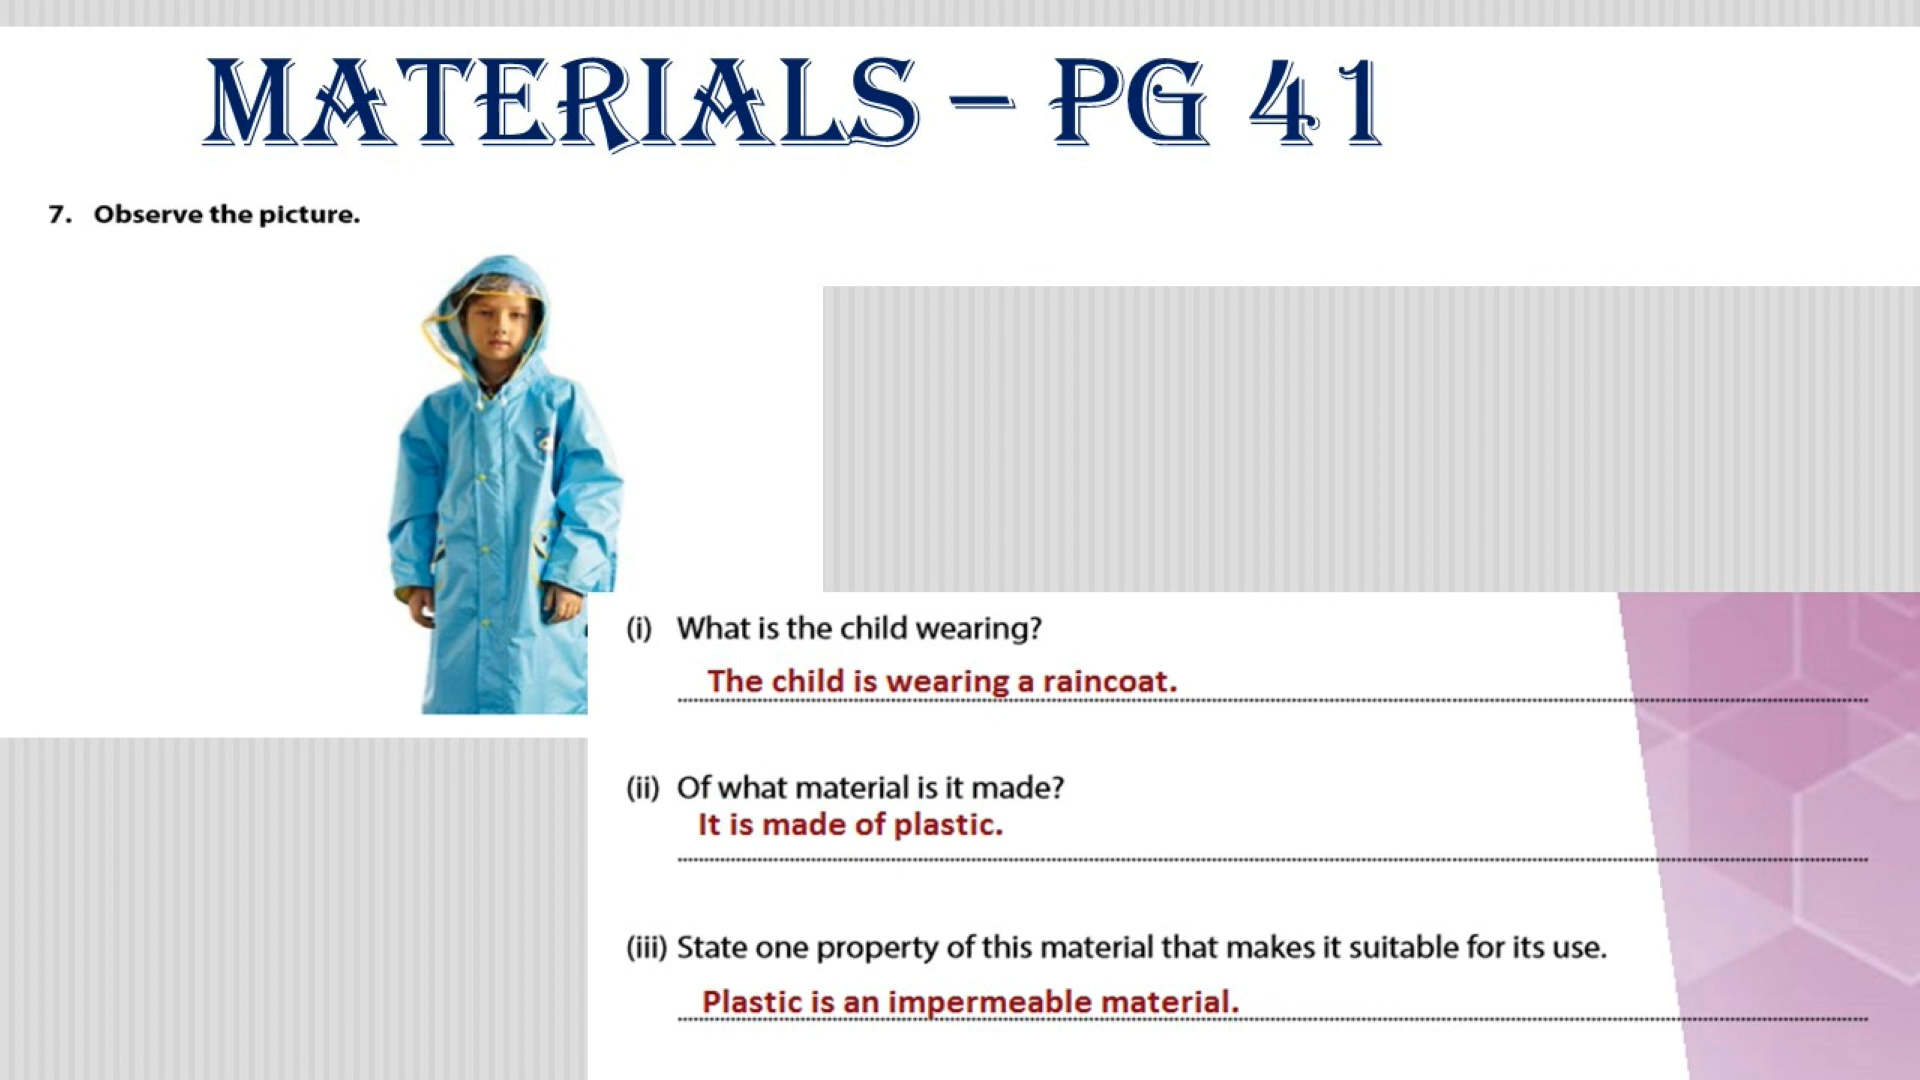 MATERIALS – PG 41
7. Observe the picture.
(i) What is the child wearing?
The child is wearing a raincoat.
(ii) Of what material is it made?
It is made of plastic.
(iii) State one property of this material that makes it suitable for its use.
Plastic is an impermeable material.